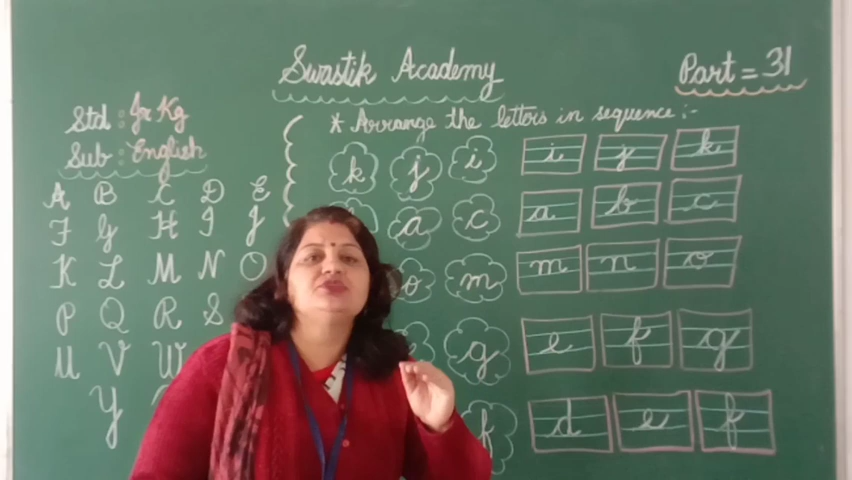 Swastik Academy
Part = 31
Std : Jr Kg
Sub : English
* Arrange the letters in sequence :-
A B C D E
F G H I J
K L M N O
P Q R S
U V W
Y
k j i
i j k
a c
a b c
o m
m n o
g
e f g
f
d e f